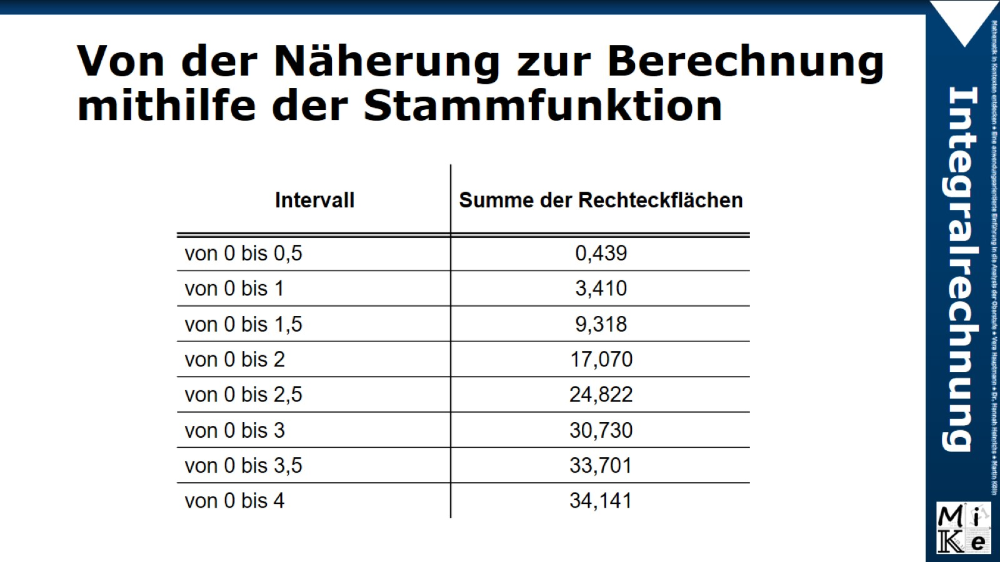 Von der Näherung zur Berechnung
mithilfe der Stammfunktion
Intervall Summe der Rechteckflächen
von 0 bis 0,5 0,439
von 0 bis 1 3,410
von 0 bis 1,5 9,318
von 0 bis 2 17,070
von 0 bis 2,5 24,822
von 0 bis 3 30,730
von 0 bis 3,5 33,701
von 0 bis 4 34,141
Integralrechnung
Mathematik in Kontexten entdecken • Eine anwendungsorientierte Einführung in die Analysis der Oberstufe • Vera Hauptmann • Dr. Hannah Heinrichs • Martin Kölln
Mi
Ke